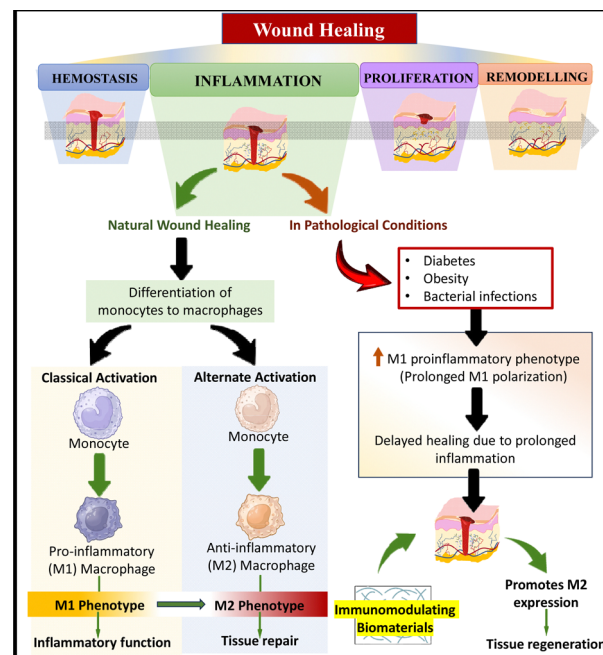 Wound Healing
HEMOSTASIS
INFLAMMATION
PROLIFERATION
REMODELLING
Natural Wound Healing
In Pathological Conditions
• Diabetes
• Obesity
• Bacterial infections
Differentiation of
monocytes to macrophages
M1 proinflammatory phenotype
(Prolonged M1 polarization)
Delayed healing due to prolonged
inflammation
Classical Activation
Monocyte
Pro-inflammatory
(M1) Macrophage
Alternate Activation
Monocyte
Anti-inflammatory
(M2) Macrophage
M1 Phenotype
M2 Phenotype
Inflammatory function
Tissue repair
Immunomodulating
Biomaterials
Promotes M2
expression
Tissue regeneration